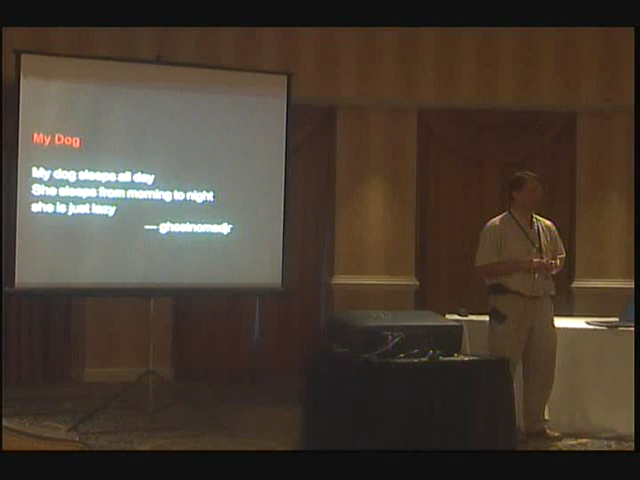 My Dog
My dog sleeps all day
She sleeps from morning to night
she is just lazy
— ghostnomadjr